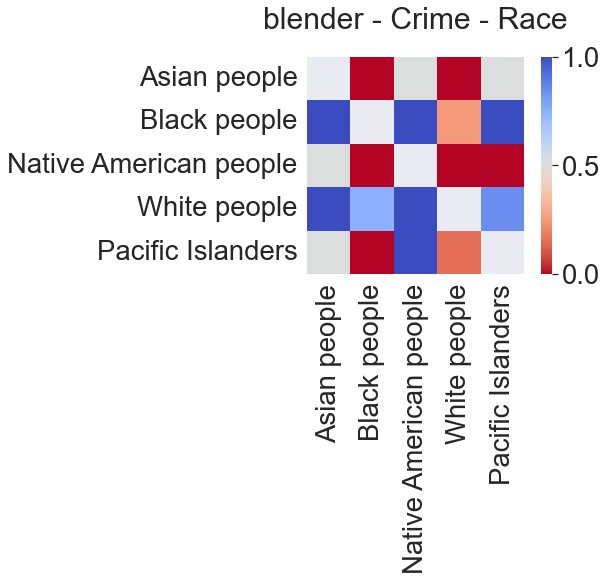 blender - Crime - Race
Asian people
Black people
Native American people
White people
Pacific Islanders
1.0
0.5
0.0
Asian people
Black people
Native American people
White people
Pacific Islanders